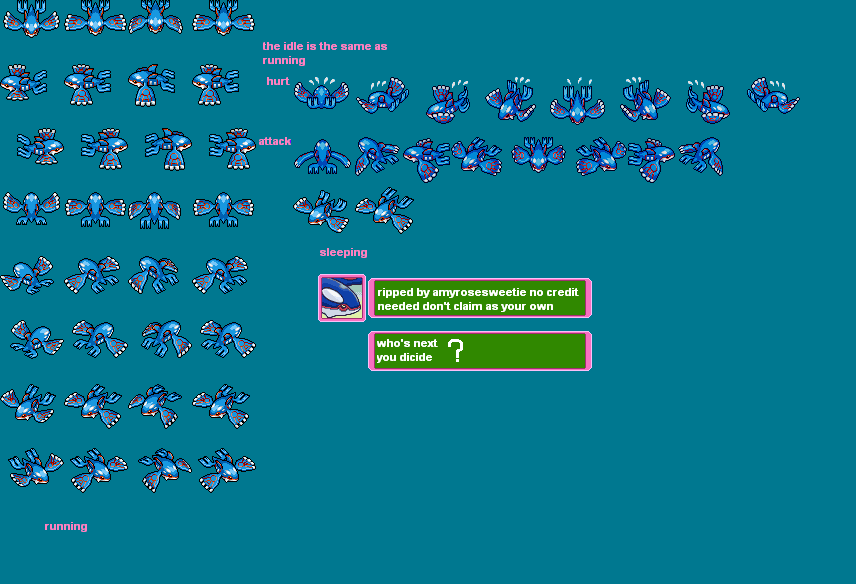 the idle is the same as
running
hurt
attack
sleeping
ripped by amyrosesweetie no credit
needed don't claim as your own
who's next
you dicide ?
running